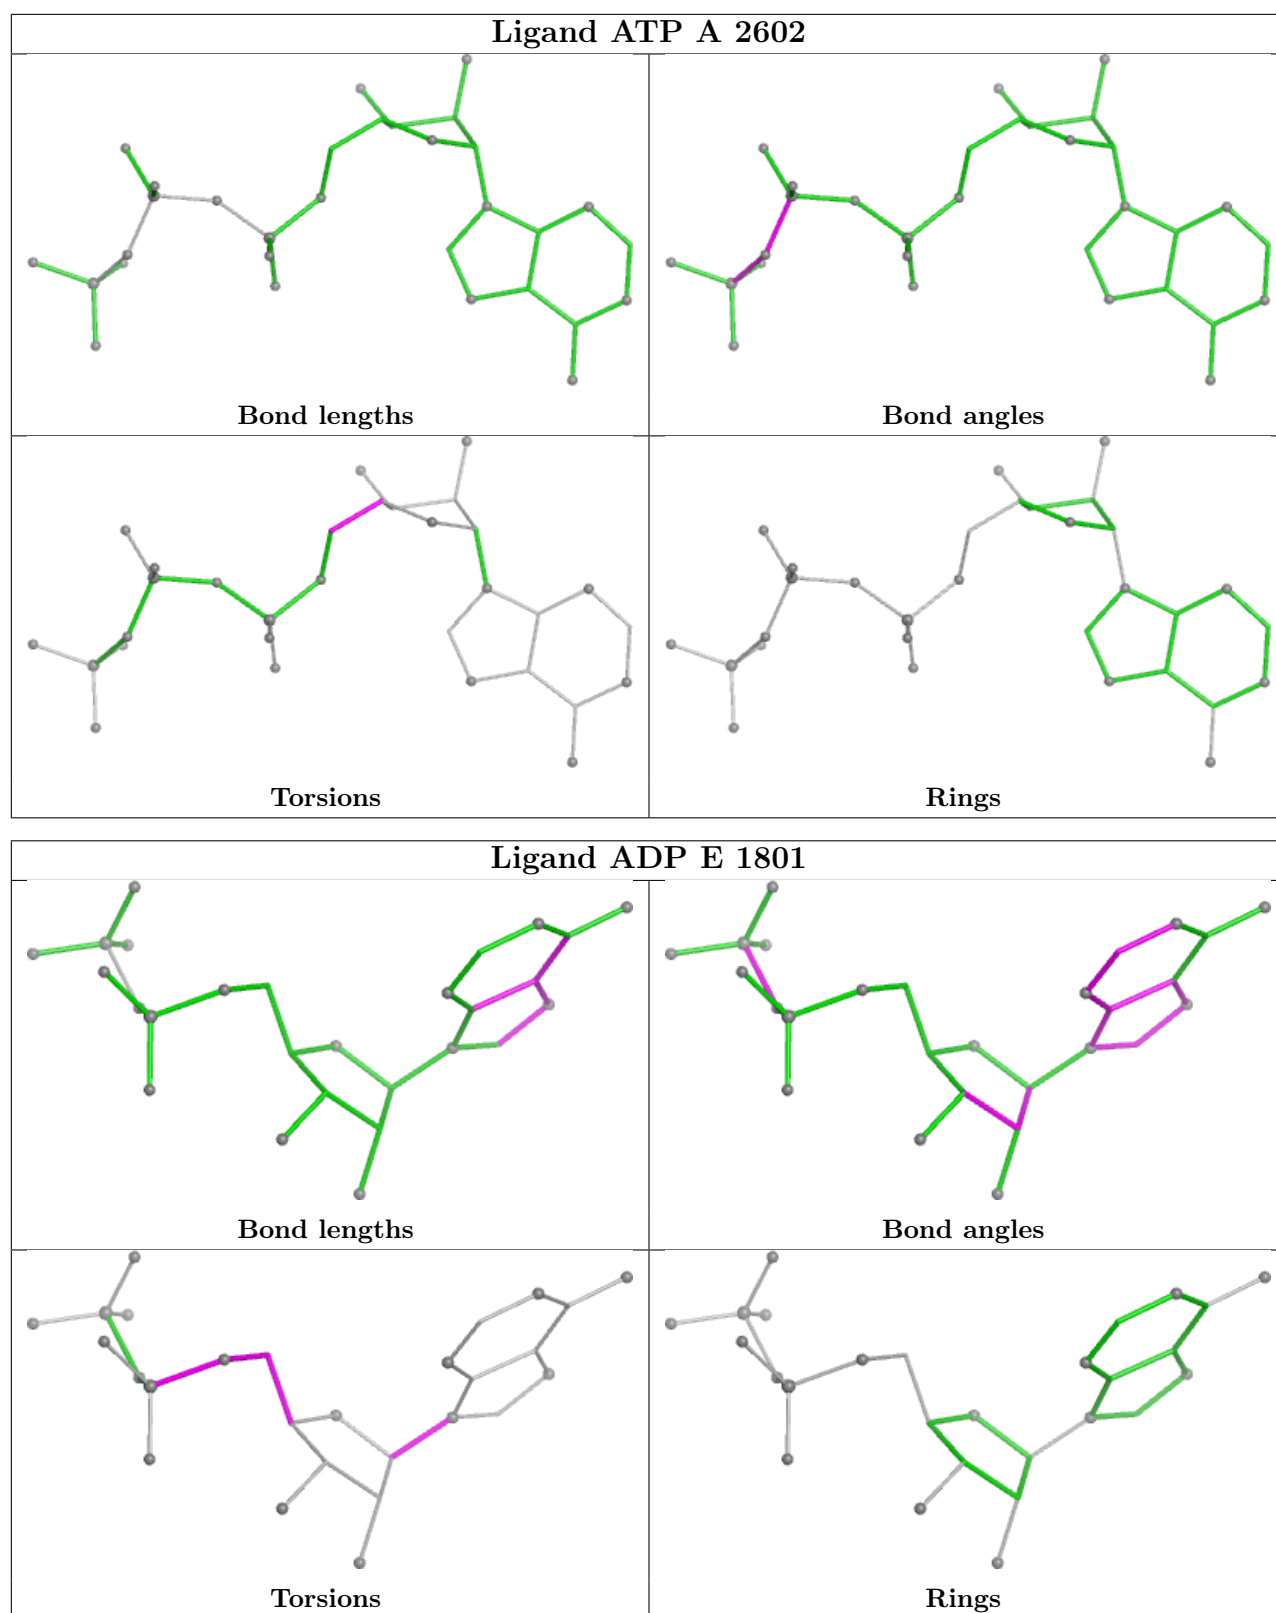 Ligand ATP A 2602
Bond lengths
Bond angles
Torsions
Rings
Ligand ADP E 1801
Bond lengths
Bond angles
Torsions
Rings